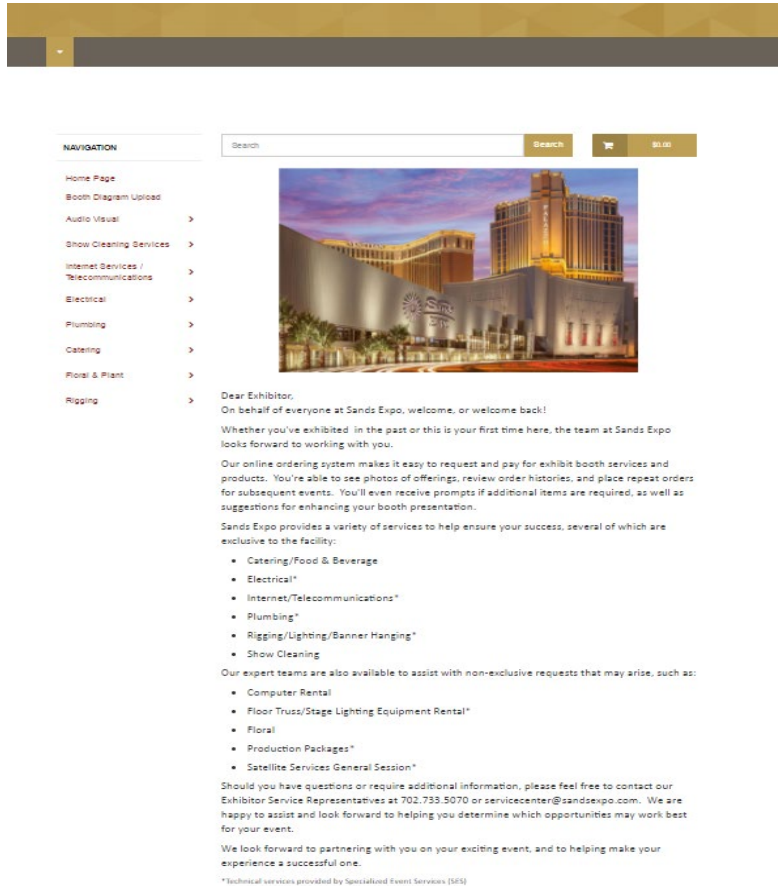 NAVIGATION
Search
Search
$0.00
Home Page
Booth Diagram Upload
Audio Visual
Show Cleaning Services
Internet Services /
Telecommunications
Electrical
Plumbing
Catering
Floral & Plant
Rigging
Dear Exhibitor,
On behalf of everyone at Sands Expo, welcome, or welcome back!
Whether you've exhibited  in the past or this is your first time here, the team at Sands Expo
looks forward to working with you.
Our online ordering system makes it easy to request and pay for exhibit booth services and
products.  You're able to see photos of offerings, review order histories, and place repeat orders
for subsequent events.  You'll even receive prompts if additional items are required, as well as
suggestions for enhancing your booth presentation.
Sands Expo provides a variety of services to help ensure your success, several of which are
exclusive to the facility:
• Catering/Food & Beverage
• Electrical*
• Internet/Telecommunications*
• Plumbing*
• Rigging/Lighting/Banner Hanging*
• Show Cleaning
Our expert teams are also available to assist with non-exclusive requests that may arise, such as:
• Computer Rental
• Floor Truss/Stage Lighting Equipment Rental*
• Floral
• Production Packages*
• Satellite Services General Session*
Should you have questions or require additional information, please feel free to contact our
Exhibitor Service Representatives at 702.733.5070 or servicecenter@sandsexpo.com.  We are
happy to assist and look forward to helping you determine which opportunities may work best
for your event.
We look forward to partnering with you on your exciting event, and to helping make your
experience a successful one.
*Technical services provided by Specialized Event Services (SES)